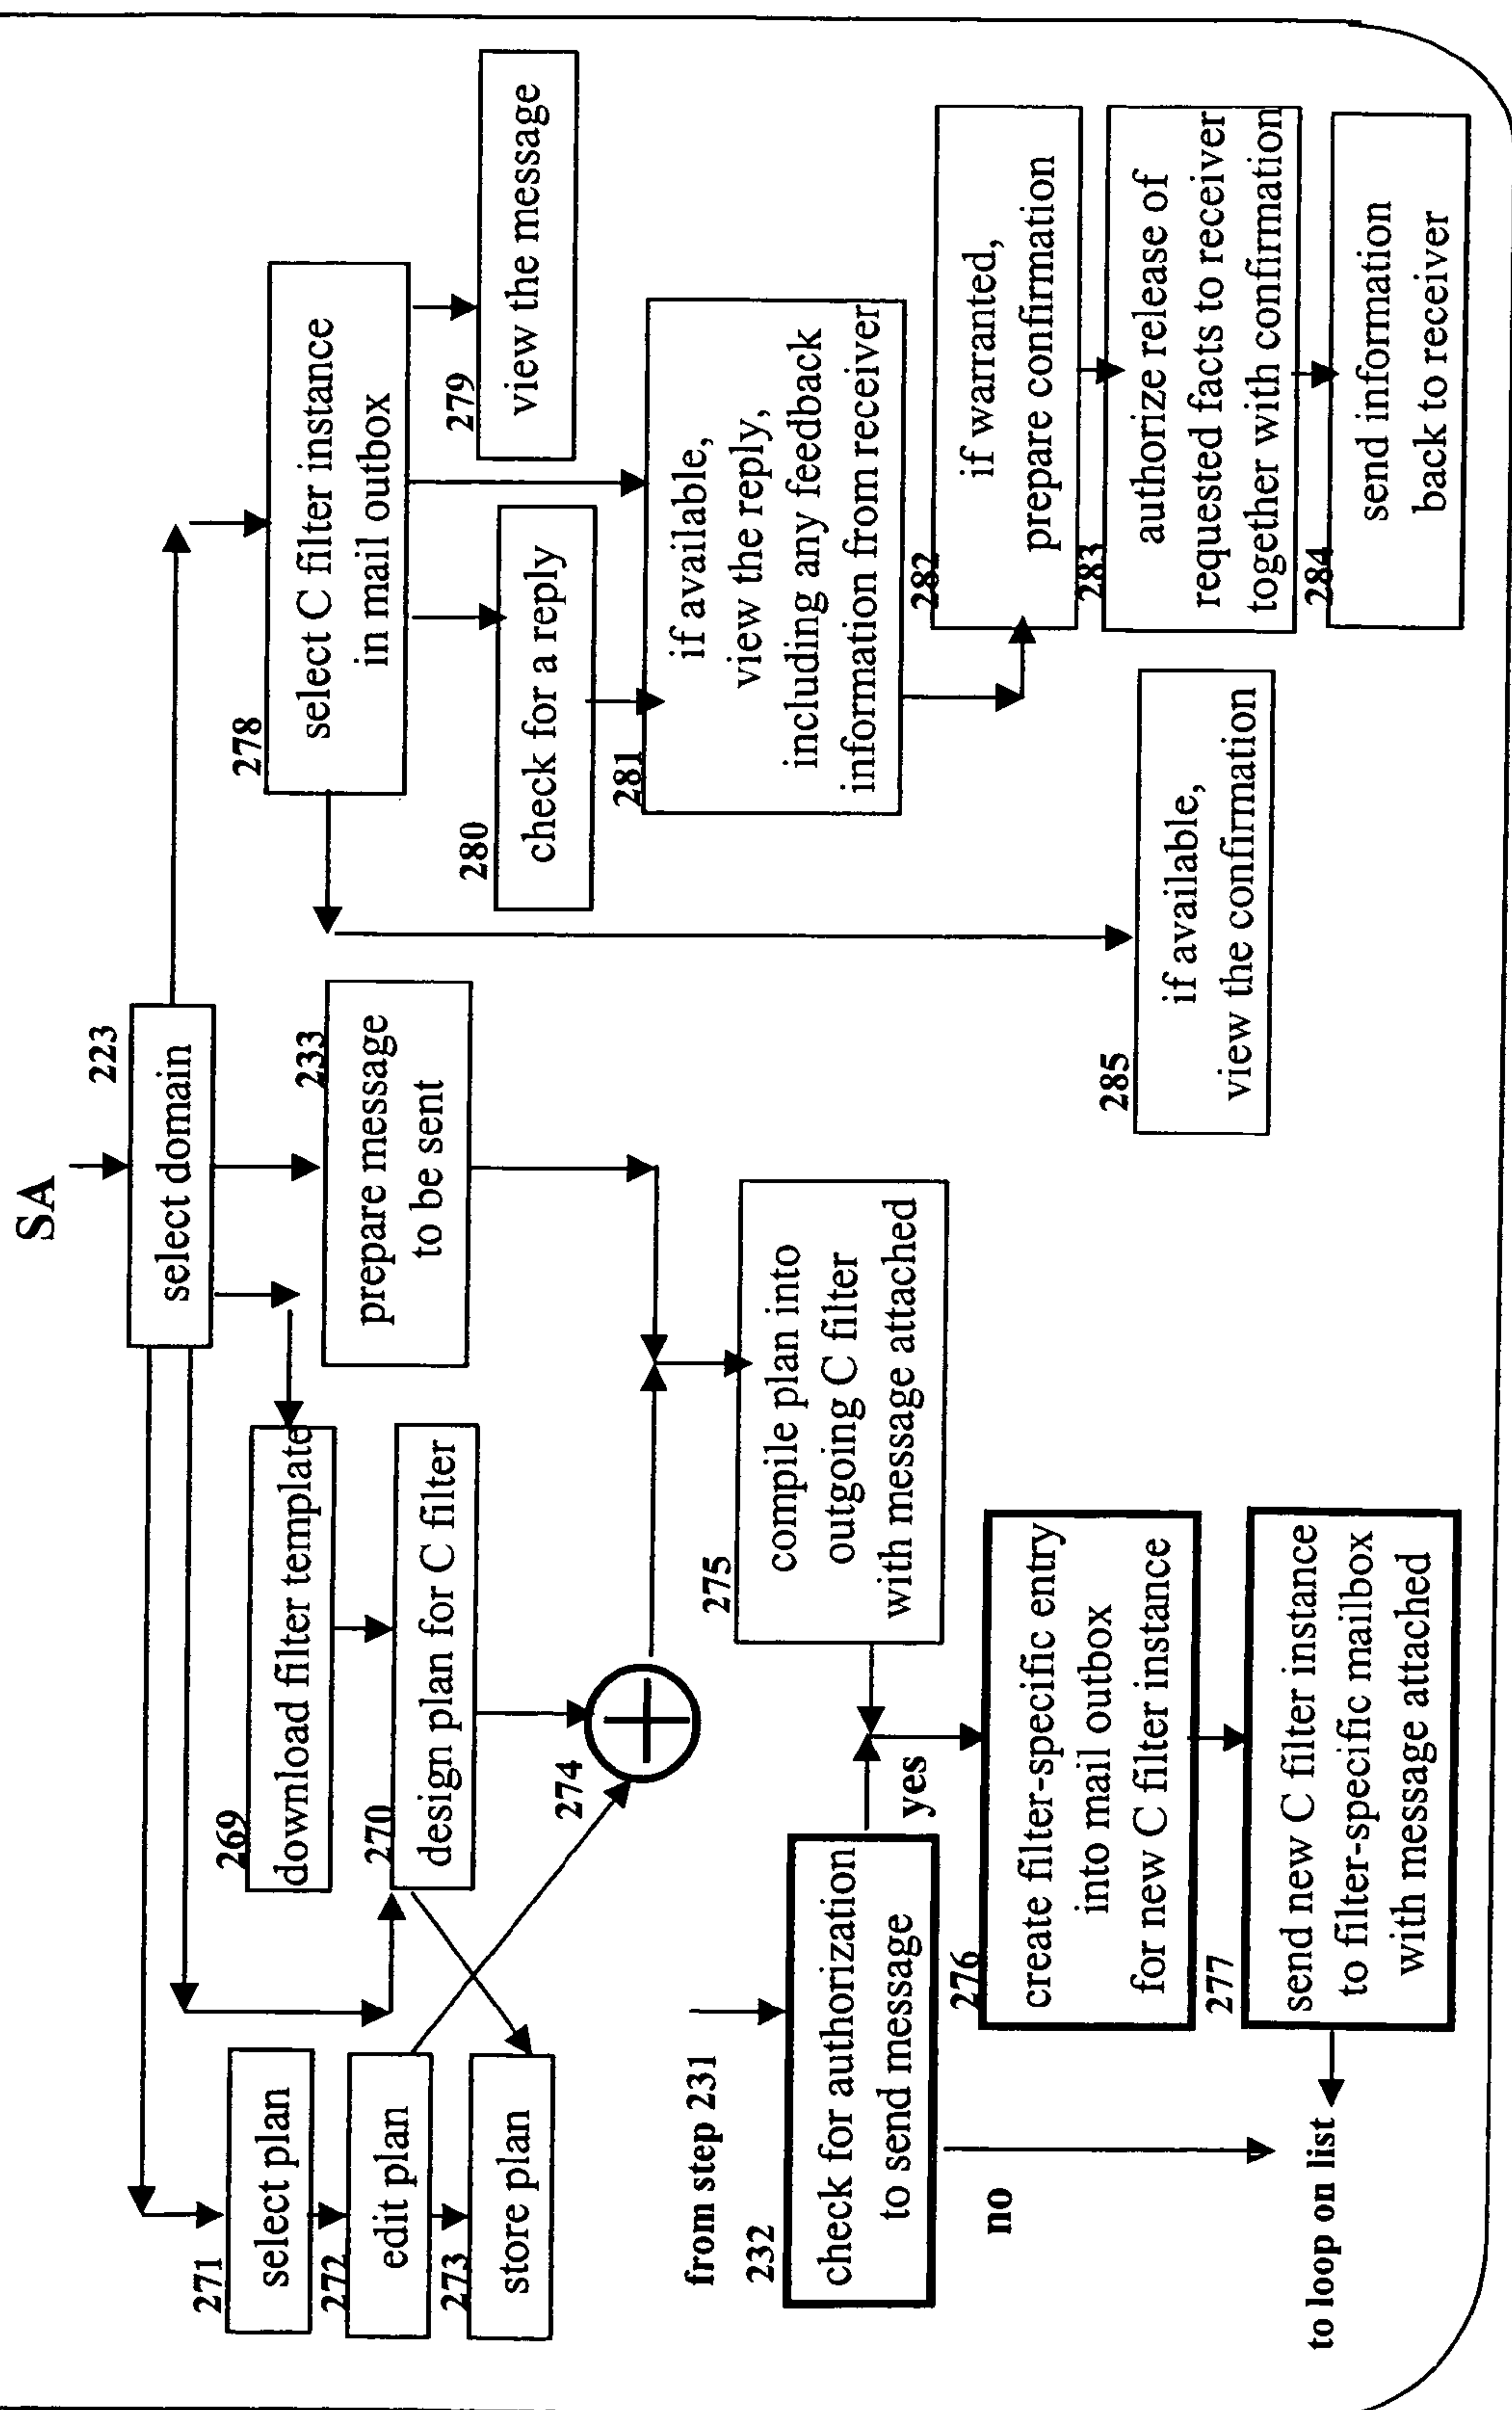 SA
223
select domain
271
select plan
272
edit plan
273
store plan
269
download filter template
270
design plan for C filter
274
233
prepare message
to be sent
275
compile plan into
outgoing C filter
with message attached
from step 231
232
check for authorization
to send message
yes
no
276
create filter-specific entry
into mail outbox
for new C filter instance
277
send new C filter instance
to filter-specific mailbox
with message attached
to loop on list
278
select C filter instance
in mail outbox
279
view the message
280
check for a reply
281
if available,
view the reply,
including any feedback
information from receiver
282
if warranted,
prepare confirmation
283
authorize release of
requested facts to receiver
together with confirmation
284
send information
back to receiver
285
if available,
view the confirmation